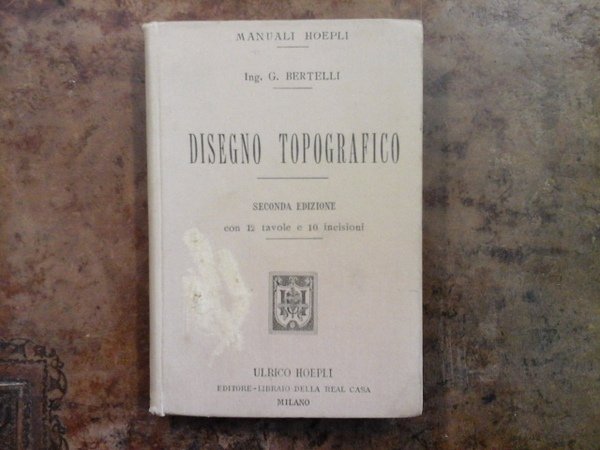 MANUALI HOEPLI
Ing. G. BERTELLI
DISEGNO TOPOGRAFICO
SECONDA EDIZIONE
con 12 tavole e 10 incisioni
ULRICO HOEPLI
EDITORE-LIBRAIO DELLA REAL CASA
MILANO